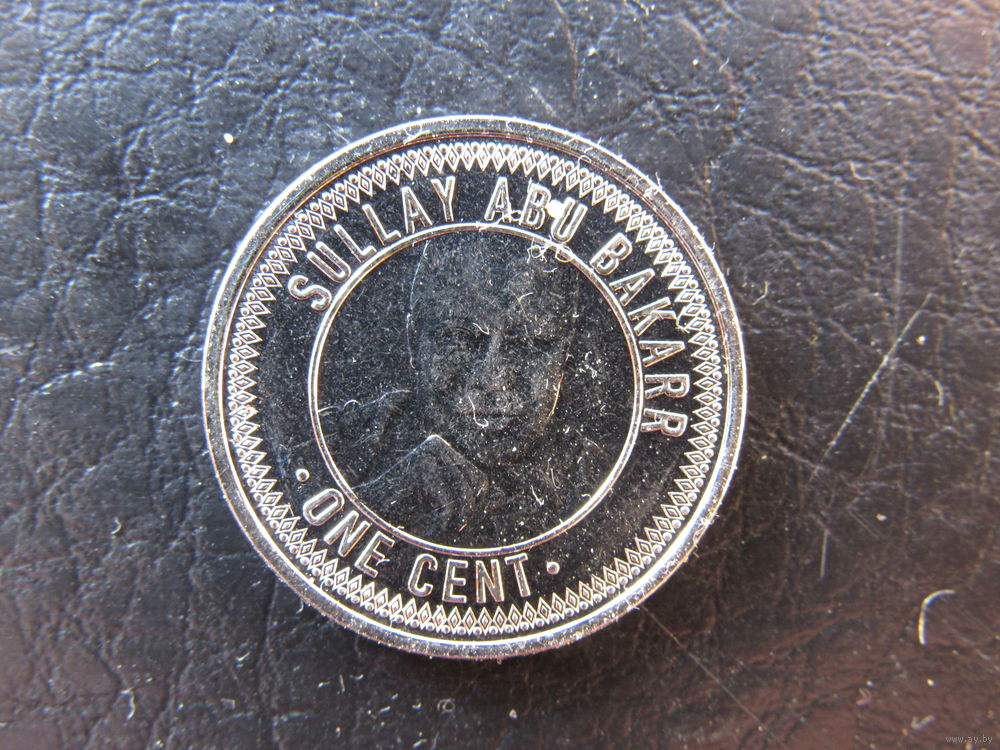 SULLAY ABU BAKARR
· ONE CENT ·
www.ay.by